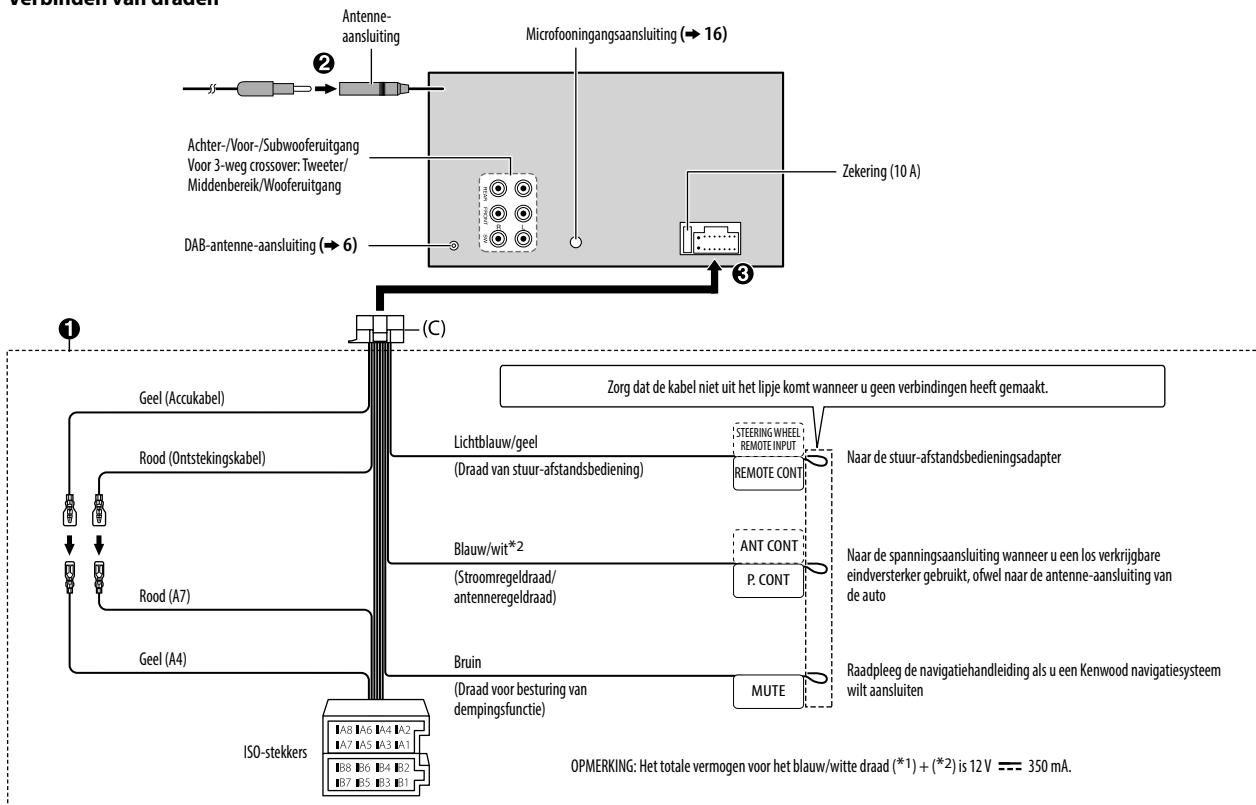 Verbinden van draden
Antenne-
aansluiting
Microfooningangsaansluiting (➜ 16)
❷
Achter-/Voor-/Subwooferuitgang
Voor 3-weg crossover: Tweeter/
Middenbereik/Wooferuitgang
REAR
FRONT
SW
R
L
Zekering (10 A)
DAB-antenne-aansluiting (➜ 6)
❸
❶
(C)
Zorg dat de kabel niet uit het lipje komt wanneer u geen verbindingen heeft gemaakt.
Geel (Accukabel)
Rood (Ontstekingskabel)
Rood (A7)
Geel (A4)
Lichtblauw/geel
(Draad van stuur-afstandsbediening)
STEERING WHEEL
REMOTE INPUT
REMOTE CONT
Naar de stuur-afstandsbedieningsadapter
Blauw/wit*2
(Stroomregeldraad/
antenneregeldraad)
ANT CONT
P. CONT
Naar de spanningsaansluiting wanneer u een los verkrijgbare
eindversterker gebruikt, ofwel naar de antenne-aansluiting van
de auto
Bruin
(Draad voor besturing van
dempingsfunctie)
MUTE
Raadpleeg de navigatiehandleiding als u een Kenwood navigatiesysteem
wilt aansluiten
ISO-stekkers
A8 A6 A4 A2
A7 A5 A3 A1
B8 B6 B4 B2
B7 B5 B3 B1
OPMERKING: Het totale vermogen voor het blauw/witte draad (*1) + (*2) is 12 V ⎓ 350 mA.